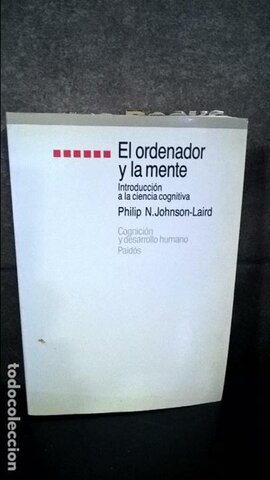 El ordenador
y la mente
Introducción
a la ciencia cognitiva
Philip N. Johnson-Laird
Cognición
y desarrollo humano
Paidós
todocoleccion